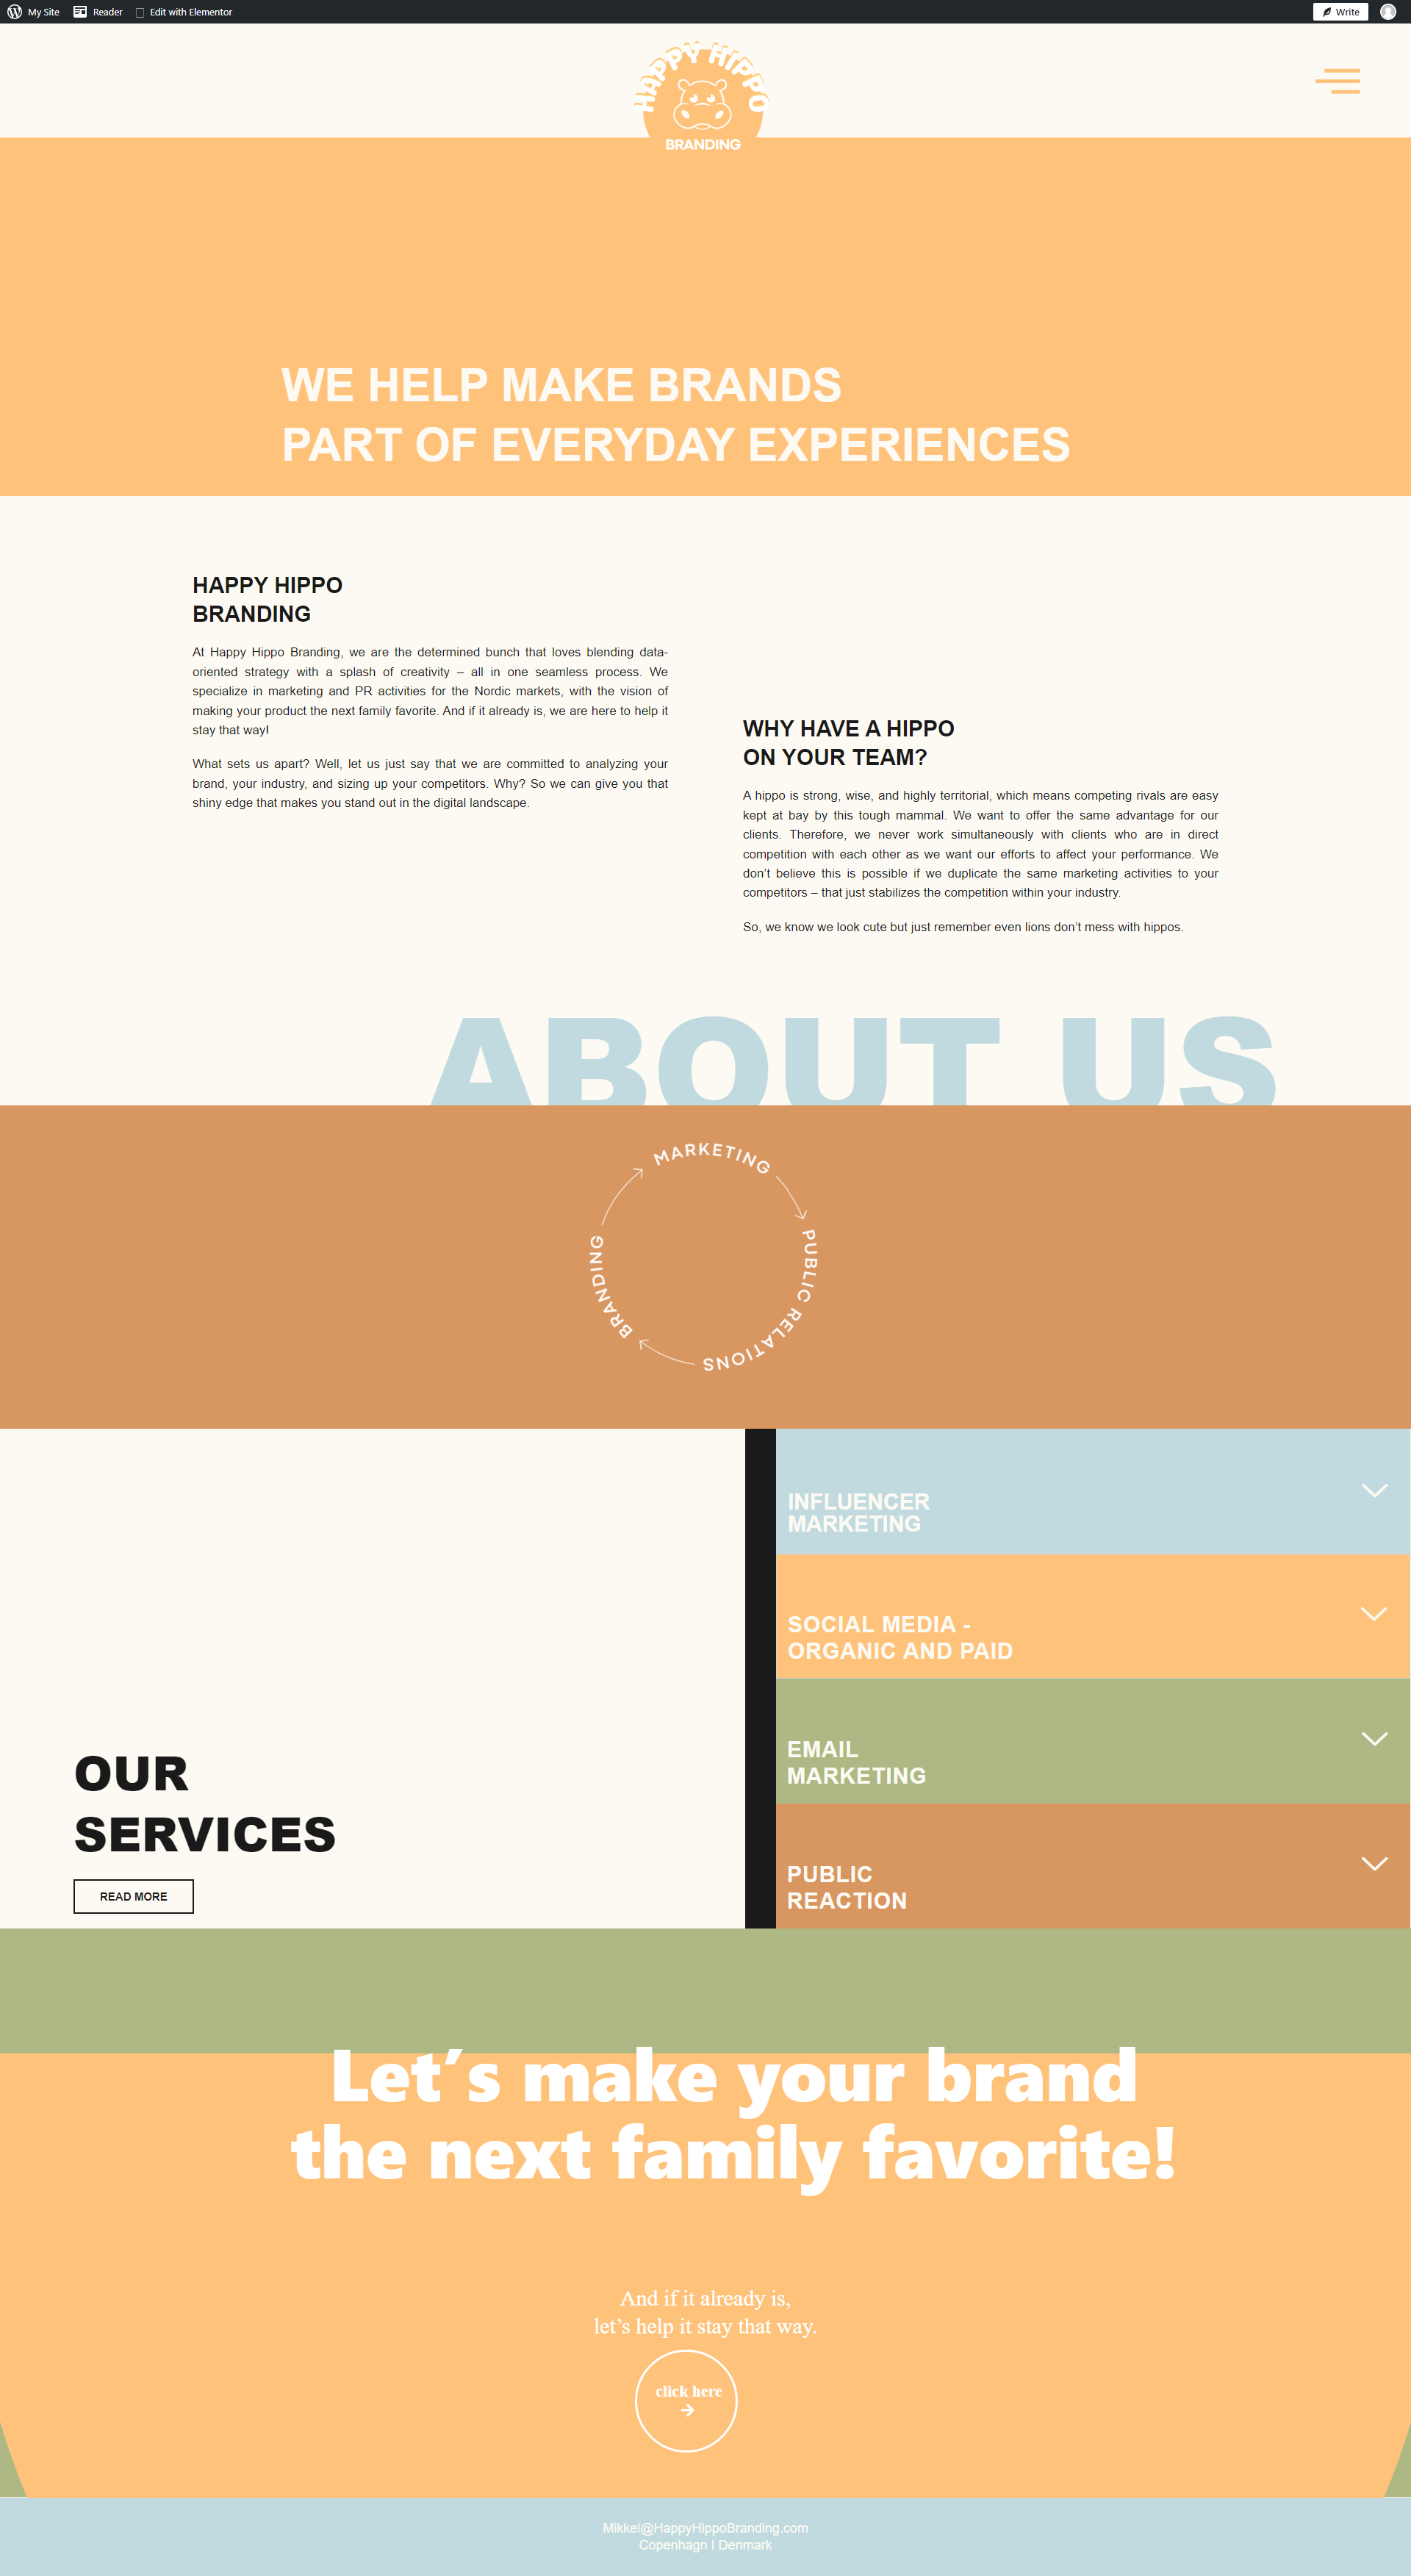 My Site
Reader
Edit with Elementor
Write
HAPPY HIPPO
BRANDING
WE HELP MAKE BRANDS
PART OF EVERYDAY EXPERIENCES
HAPPY HIPPO
BRANDING
At Happy Hippo Branding, we are the determined bunch that loves blending data-
oriented strategy with a splash of creativity – all in one seamless process. We
specialize in marketing and PR activities for the Nordic markets, with the vision of
making your product the next family favorite. And if it already is, we are here to help it
stay that way!
What sets us apart? Well, let us just say that we are committed to analyzing your
brand, your industry, and sizing up your competitors. Why? So we can give you that
shiny edge that makes you stand out in the digital landscape.
WHY HAVE A HIPPO
ON YOUR TEAM?
A hippo is strong, wise, and highly territorial, which means competing rivals are easy
kept at bay by this tough mammal. We want to offer the same advantage for our
clients. Therefore, we never work simultaneously with clients who are in direct
competition with each other as we want our efforts to affect your performance. We
don’t believe this is possible if we duplicate the same marketing activities to your
competitors – that just stabilizes the competition within your industry.
So, we know we look cute but just remember even lions don’t mess with hippos.
ABOUT US
MARKETING
PUBLIC RELATIONS
BRANDING
INFLUENCER
MARKETING
SOCIAL MEDIA -
ORGANIC AND PAID
EMAIL
MARKETING
PUBLIC
REACTION
OUR
SERVICES
READ MORE
Let’s make your brand
the next family favorite!
And if it already is,
let’s help it stay that way.
click here
Mikkel@HappyHippoBranding.com
Copenhagn I Denmark